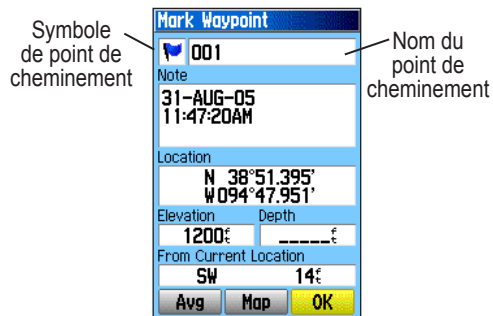 Mark Waypoint
Symbole
de point de
cheminement
001
Nom du
point de
cheminement
Note
31-AUG-05
11:47:20AM
Location
N 38°51.395'
W094°47.951'
Elevation Depth
1200ft _____ft
From Current Location
SW 14ft
Avg Map OK